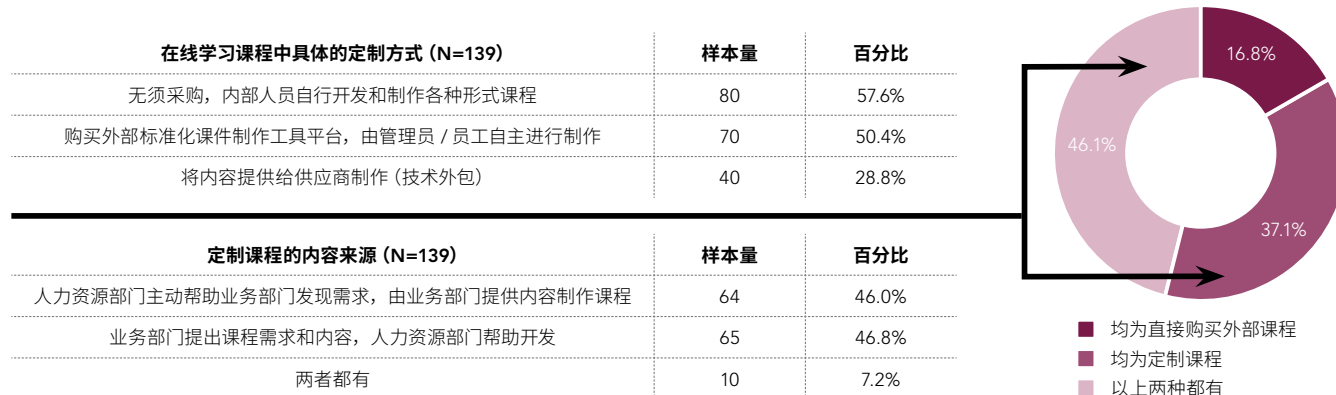 在线学习课程中具体的定制方式（N=139） 样本量 百分比
无须采购，内部人员自行开发和制作各种形式课程 80 57.6%
购买外部标准化课件制作工具平台，由管理员 / 员工自主进行制作 70 50.4%
将内容提供给供应商制作（技术外包） 40 28.8%
定制课程的内容来源（N=139） 样本量 百分比
人力资源部门主动帮助业务部门发现需求，由业务部门提供内容制作课程 64 46.0%
业务部门提出课程需求和内容，人力资源部门帮助开发 65 46.8%
两者都有 10 7.2%
16.8%
46.1%
37.1%
均为直接购买外部课程
均为定制课程
以上两种都有